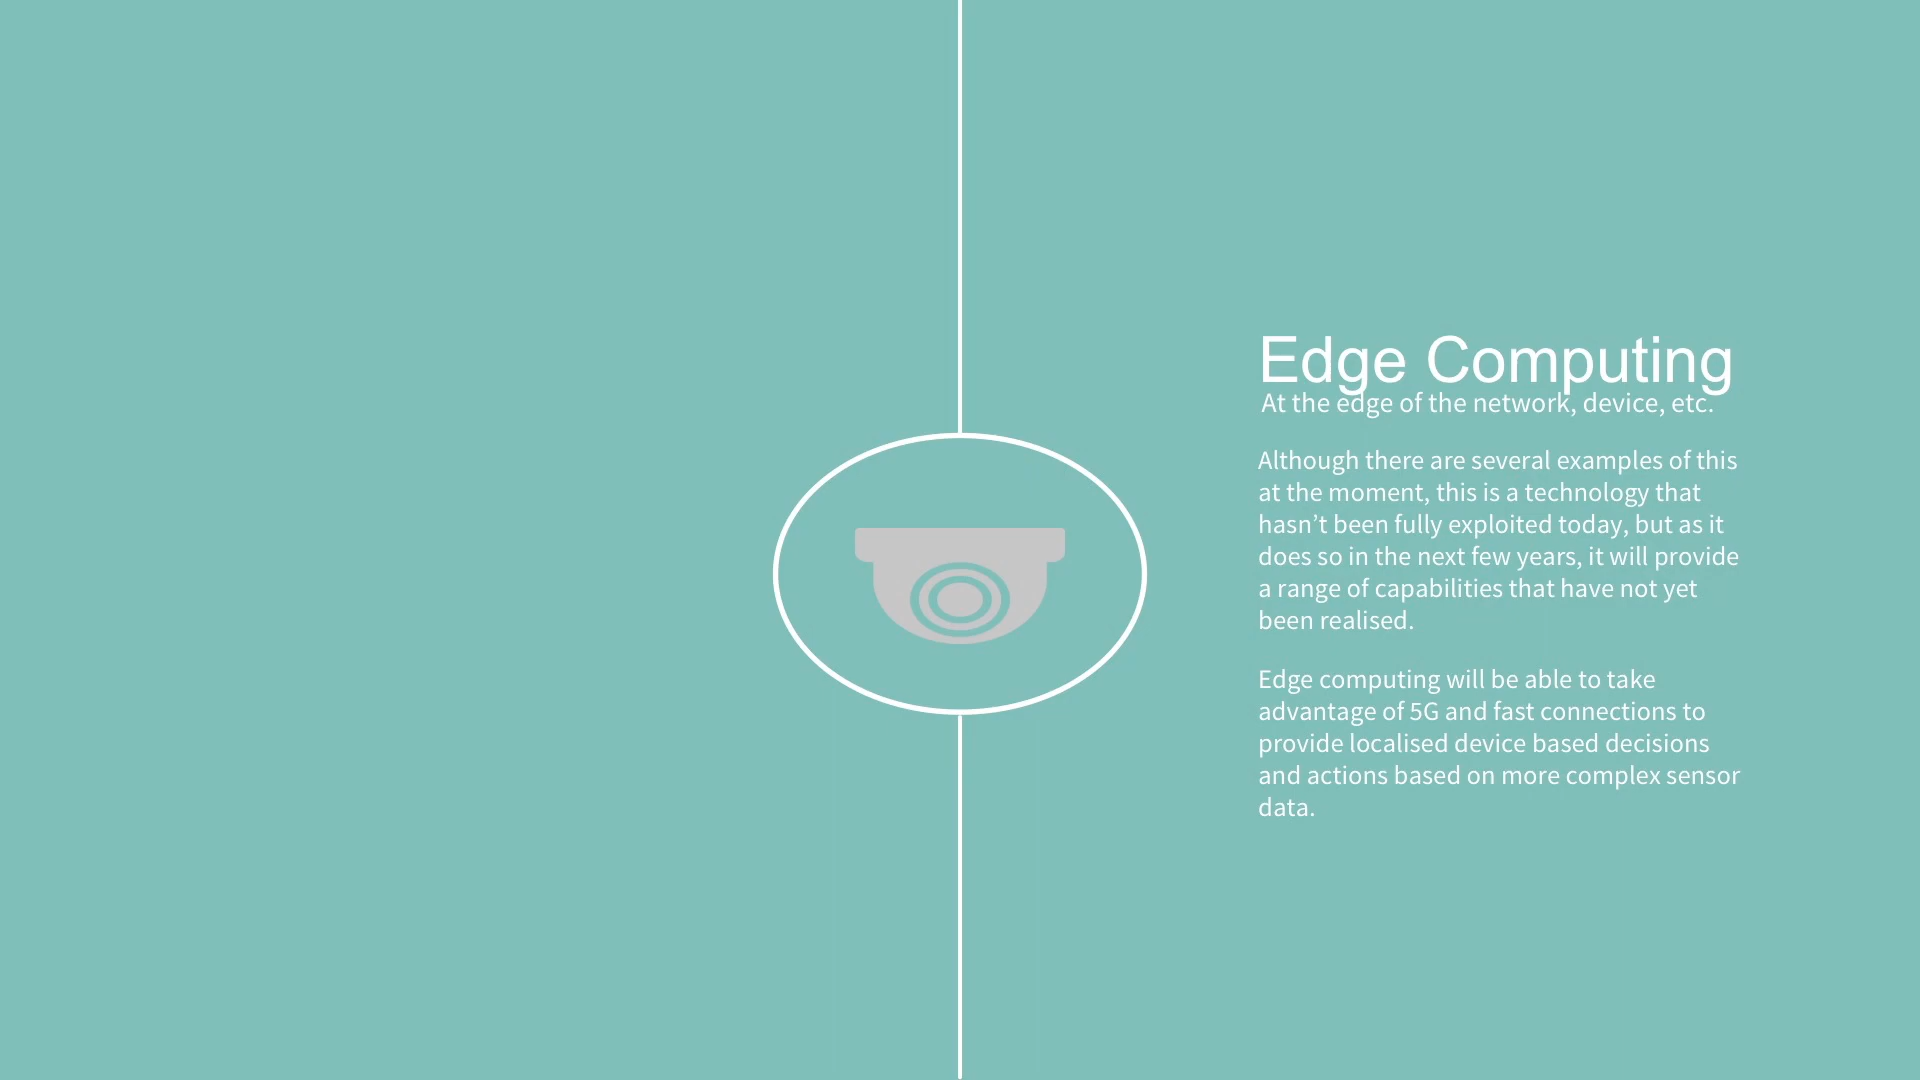 Edge Computing
At the edge of the network, device, etc.
Although there are several examples of this
at the moment, this is a technology that
hasn’t been fully exploited today, but as it
does so in the next few years, it will provide
a range of capabilities that have not yet
been realised.
Edge computing will be able to take
advantage of 5G and fast connections to
provide localised device based decisions
and actions based on more complex sensor
data.